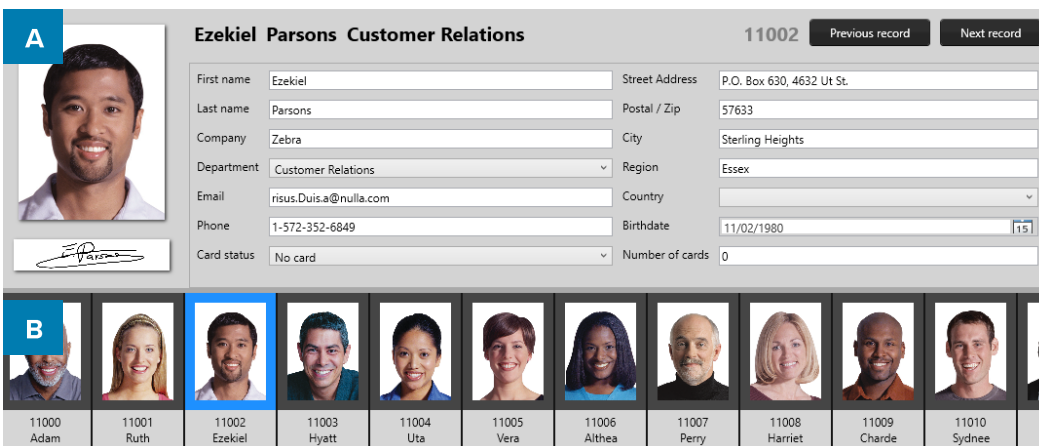 A
Ezekiel Parsons Customer Relations
11002
Previous record
Next record
First name Ezekiel
Last name Parsons
Company Zebra
Department Customer Relations
Email risus.Duis.a@nulla.com
Phone 1-572-352-6849
Card status No card
Street Address P.O. Box 630, 4632 Ut St.
Postal / Zip 57633
City Sterling Heights
Region Essex
Country
Birthdate 11/02/1980 15
Number of cards 0
E Parsons
B
11000 11001 11002 11003 11004 11005 11006 11007 11008 11009 11010
Adam Ruth Ezekiel Hyatt Uta Vera Althea Perry Harriet Charde Sydnee